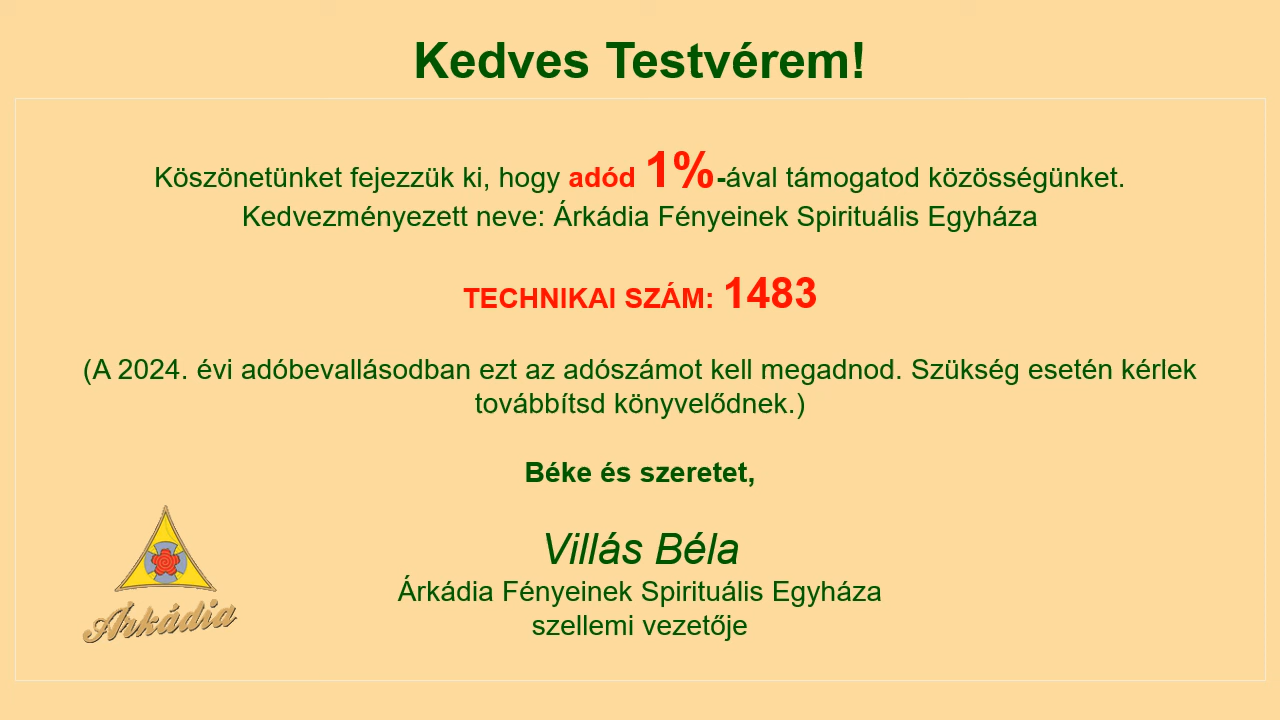 Kedves Testvérem!
Köszönetünket fejezzük ki, hogy adód 1%-ával támogatod közösségünket.
Kedvezményezett neve: Árkádia Fényeinek Spirituális Egyháza
TECHNIKAI SZÁM: 1483
(A 2024. évi adóbevallásodban ezt az adószámot kell megadnod. Szükség esetén kérlek
továbbítsd könyvelődnek.)
Béke és szeretet,
Villás Béla
Árkádia Fényeinek Spirituális Egyháza
szellemi vezetője
Árkádia